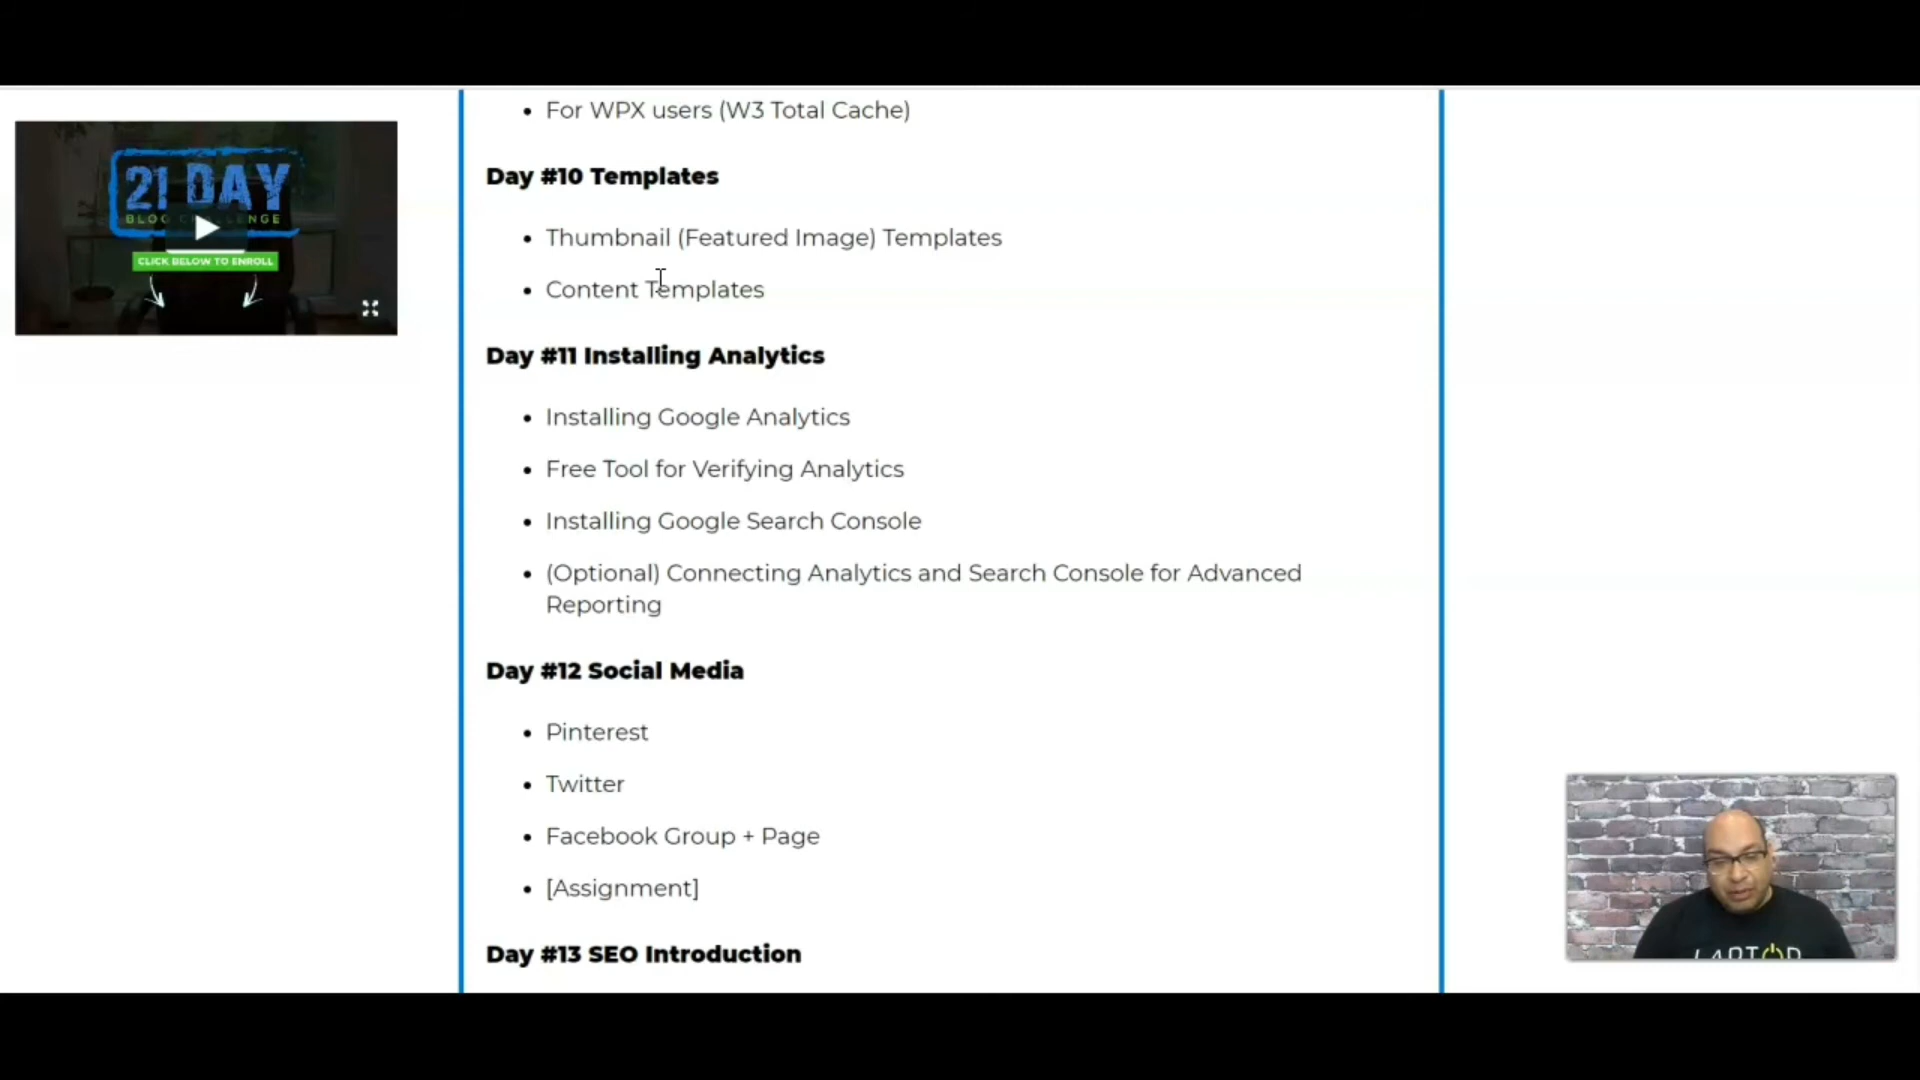 For WPX users (W3 Total Cache)
21 DAY
BLOG CHALLENGE
CLICK BELOW TO ENROLL
Day #10 Templates
Thumbnail (Featured Image) Templates
Content Templates
Day #11 Installing Analytics
Installing Google Analytics
Free Tool for Verifying Analytics
Installing Google Search Console
(Optional) Connecting Analytics and Search Console for Advanced
Reporting
Day #12 Social Media
Pinterest
Twitter
Facebook Group + Page
[Assignment]
Day #13 SEO Introduction
LAPTOP